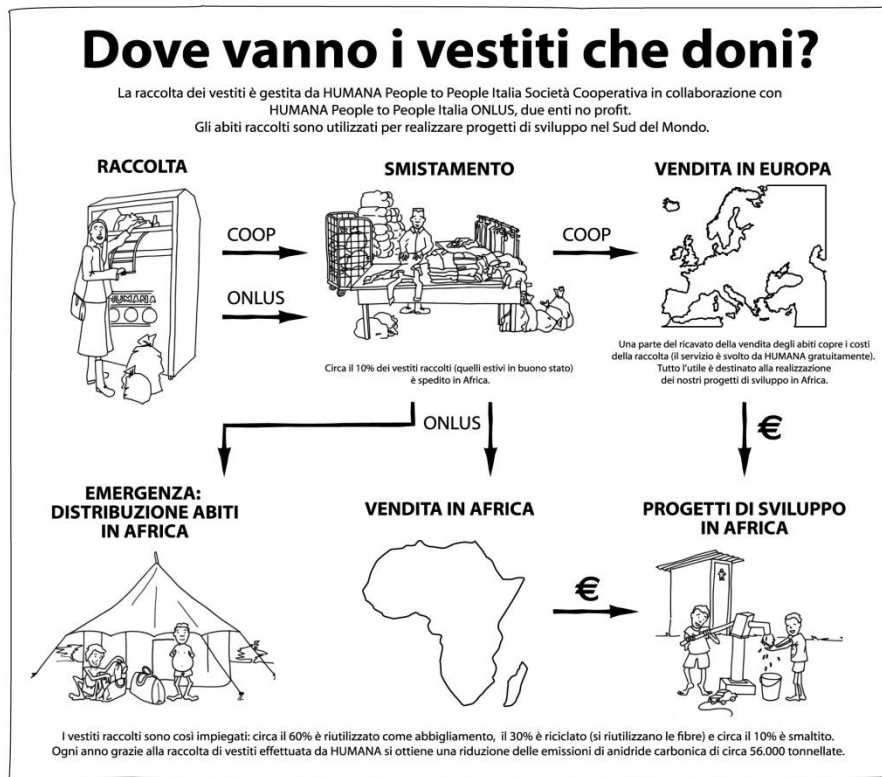 Dove vanno i vestiti che doni?
La raccolta dei vestiti è gestita da HUMANA People to People Italia Società Cooperativa in collaborazione con
HUMANA People to People Italia ONLUS, due enti no profit.
Gli abiti raccolti sono utilizzati per realizzare progetti di sviluppo nel Sud del Mondo.
RACCOLTA
SMISTAMENTO
VENDITA IN EUROPA
COOP
COOP
ONLUS
HUMANA
Una parte del ricavato della vendita degli abiti copre i costi
della raccolta (il servizio è svolto da HUMANA gratuitamente).
Tutto l'utile è destinato alla realizzazione
dei nostri progetti di sviluppo in Africa.
Circa il 10% dei vestiti raccolti (quelli estivi in buono stato)
è spedito in Africa.
ONLUS
€
EMERGENZA:
DISTRIBUZIONE ABITI
IN AFRICA
VENDITA IN AFRICA
PROGETTI DI SVILUPPO
IN AFRICA
€
I vestiti raccolti sono così impiegati: circa il 60% è riutilizzato come abbigliamento, il 30% è riciclato (si riutilizzano le fibre) e circa il 10% è smaltito.
Ogni anno grazie alla raccolta di vestiti effettuata da HUMANA si ottiene una riduzione delle emissioni di anidride carbonica di circa 56.000 tonnellate.